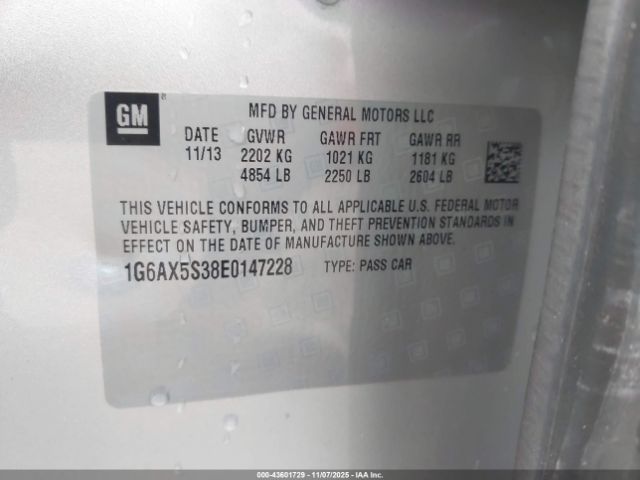 GM
MFD BY GENERAL MOTORS LLC
DATE GVWR GAWR FRT GAWR RR
11/13 2202 KG 1021 KG 1181 KG
4854 LB 2250 LB 2604 LB
THIS VEHICLE CONFORMS TO ALL APPLICABLE U.S. FEDERAL MOTOR
VEHICLE SAFETY, BUMPER, AND THEFT PREVENTION STANDARDS IN
EFFECT ON THE DATE OF MANUFACTURE SHOWN ABOVE.
1G6AX5S38E0147228 TYPE: PASS CAR
000-43601729 - 11/07/2025 - IAA Inc.